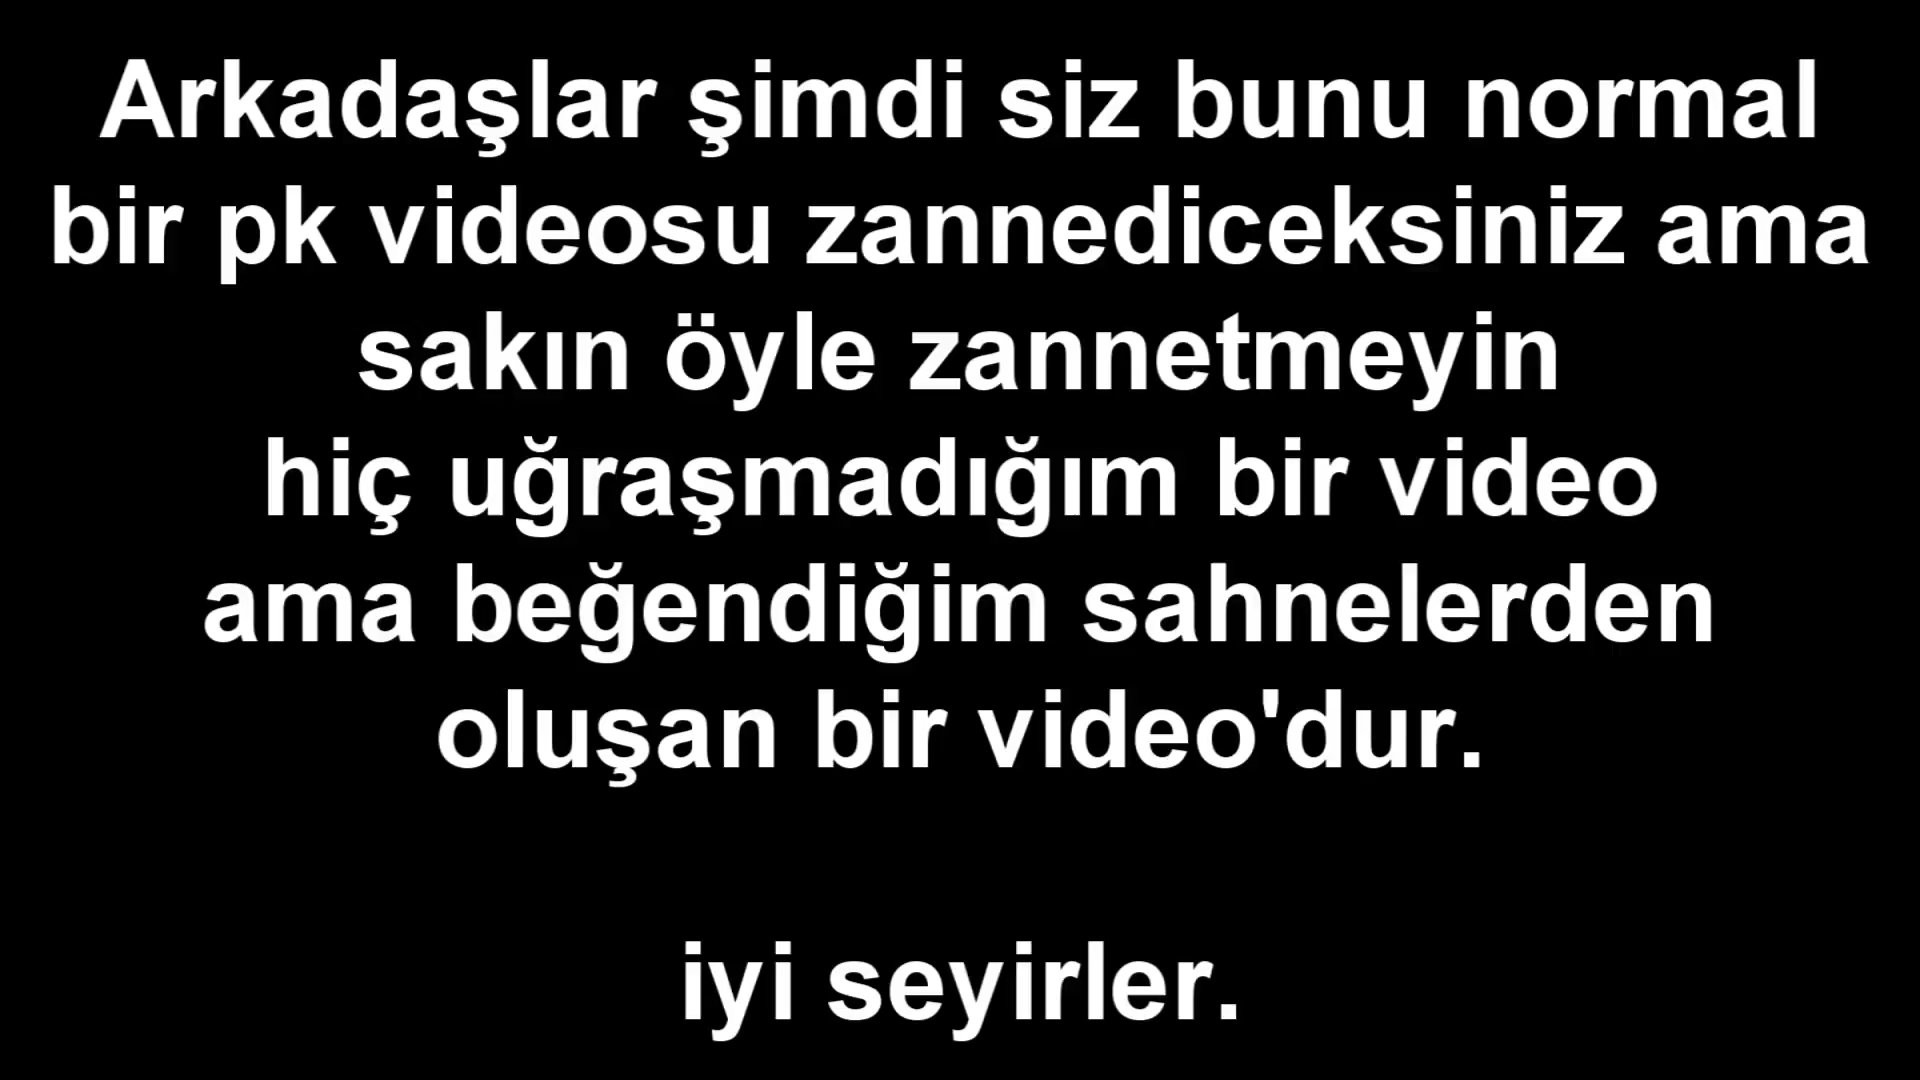 Arkadaşlar şimdi siz bunu normal
bir pk videosu zannediceksiniz ama
sakın öyle zannetmeyin
hiç uğraşmadığım bir video
ama beğendiğim sahnelerden
oluşan bir video'dur.
iyi seyirler.